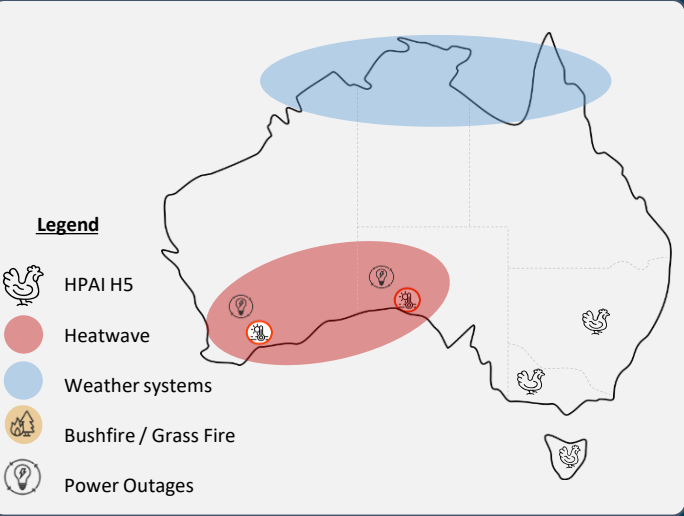 Legend
HPAI H5
Heatwave
Weather systems
Bushfire / Grass Fire
Power Outages